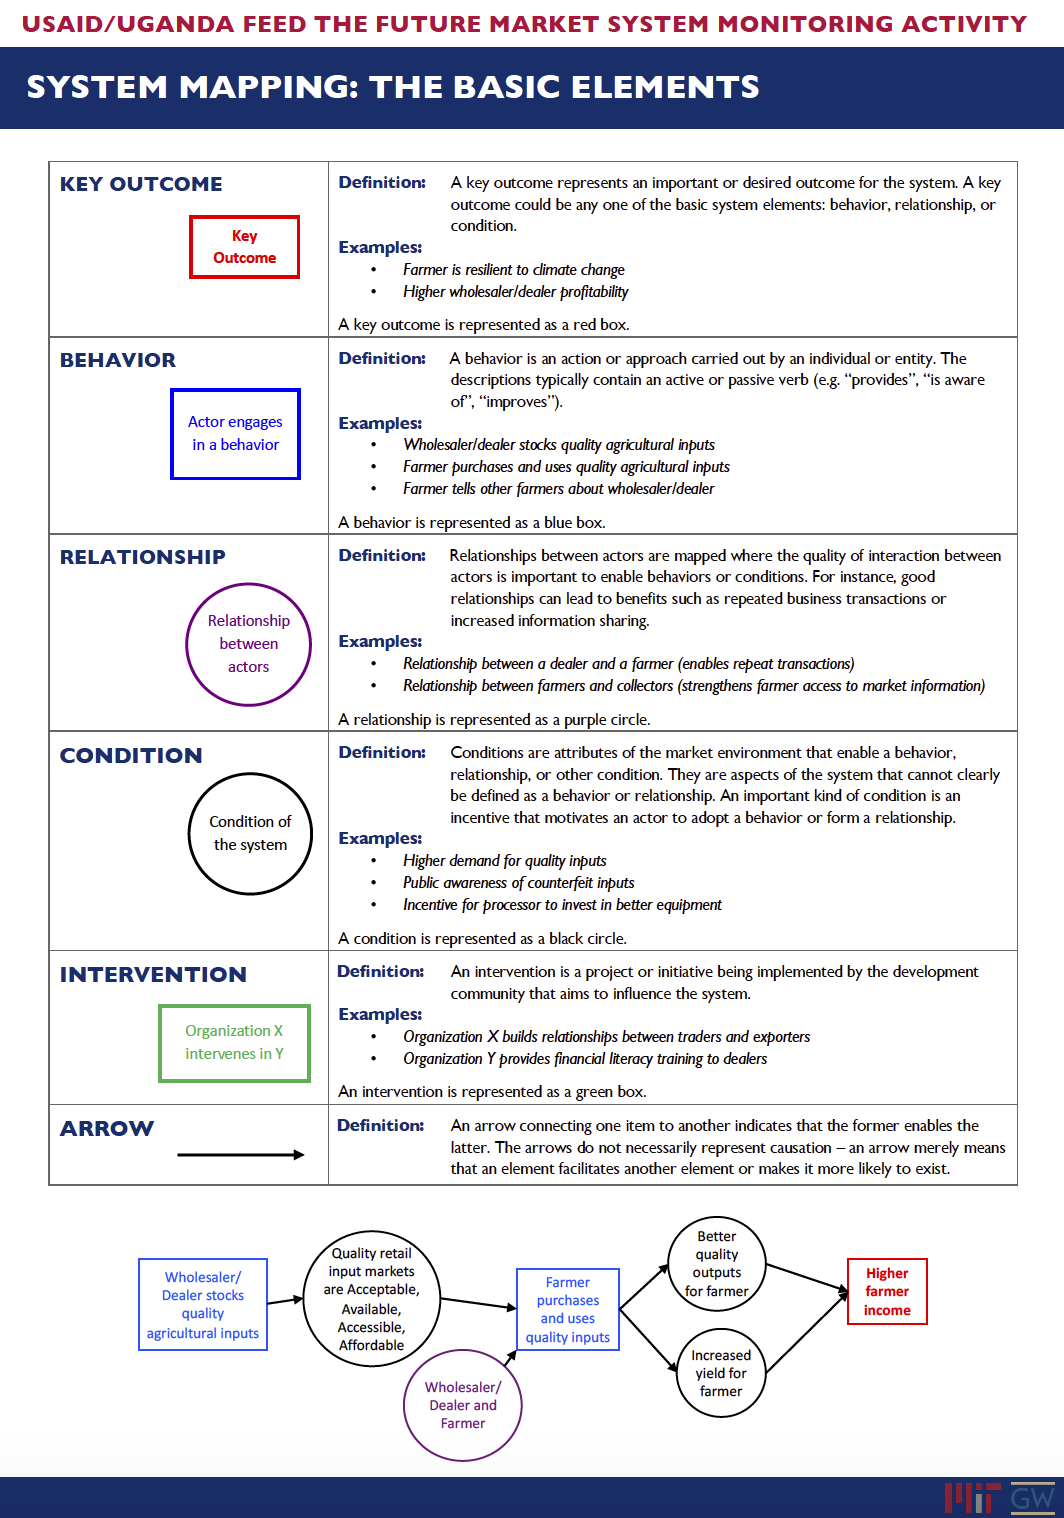 USAID/UGANDA FEED THE FUTURE MARKET SYSTEM MONITORING ACTIVITY
SYSTEM MAPPING: THE BASIC ELEMENTS
KEY OUTCOME
Key
Outcome
Definition: A key outcome represents an important or desired outcome for the system. A key
outcome could be any one of the basic system elements: behavior, relationship, or
condition.
Examples:
• Farmer is resilient to climate change
• Higher wholesaler/dealer profitability
A key outcome is represented as a red box.
BEHAVIOR
Actor engages
in a behavior
Definition: A behavior is an action or approach carried out by an individual or entity. The
descriptions typically contain an active or passive verb (e.g. “provides”, “is aware
of”, “improves”).
Examples:
• Wholesaler/dealer stocks quality agricultural inputs
• Farmer purchases and uses quality agricultural inputs
• Farmer tells other farmers about wholesaler/dealer
A behavior is represented as a blue box.
RELATIONSHIP
Relationship
between
actors
Definition: Relationships between actors are mapped where the quality of interaction between
actors is important to enable behaviors or conditions. For instance, good
relationships can lead to benefits such as repeated business transactions or
increased information sharing.
Examples:
• Relationship between a dealer and a farmer (enables repeat transactions)
• Relationship between farmers and collectors (strengthens farmer access to market information)
A relationship is represented as a purple circle.
CONDITION
Condition of
the system
Definition: Conditions are attributes of the market environment that enable a behavior,
relationship, or other condition. They are aspects of the system that cannot clearly
be defined as a behavior or relationship. An important kind of condition is an
incentive that motivates an actor to adopt a behavior or form a relationship.
Examples:
• Higher demand for quality inputs
• Public awareness of counterfeit inputs
• Incentive for processor to invest in better equipment
A condition is represented as a black circle.
INTERVENTION
Organization X
intervenes in Y
Definition: An intervention is a project or initiative being implemented by the development
community that aims to influence the system.
Examples:
• Organization X builds relationships between traders and exporters
• Organization Y provides financial literacy training to dealers
An intervention is represented as a green box.
ARROW
Definition: An arrow connecting one item to another indicates that the former enables the
latter. The arrows do not necessarily represent causation – an arrow merely means
that an element facilitates another element or makes it more likely to exist.
Wholesaler/
Dealer stocks
quality
agricultural inputs
Quality retail
input markets
are Acceptable,
Available,
Accessible,
Affordable
Wholesaler/
Dealer and
Farmer
Farmer
purchases
and uses
quality inputs
Better
quality
outputs
for farmer
Increased
yield for
farmer
Higher
farmer
income
MIT
GW